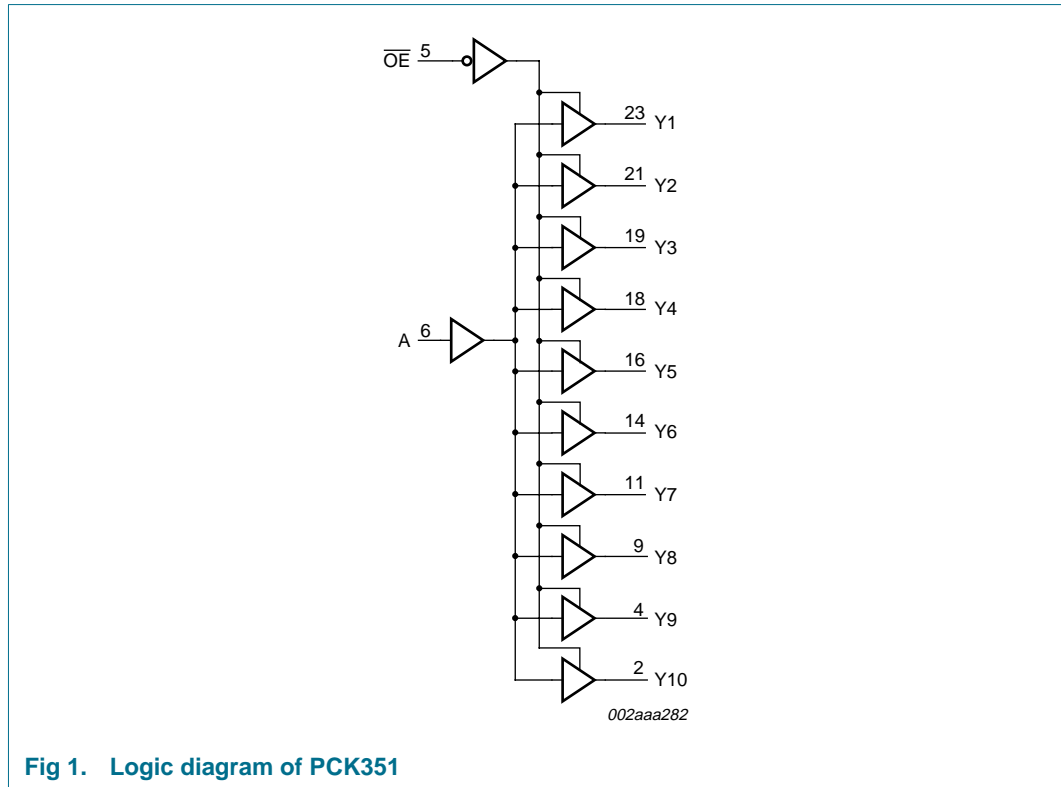 O̅E̅ 5
23 Y1
21 Y2
19 Y3
18 Y4
A 6
16 Y5
14 Y6
11 Y7
9 Y8
4 Y9
2 Y10
002aaa282
Fig 1. Logic diagram of PCK351